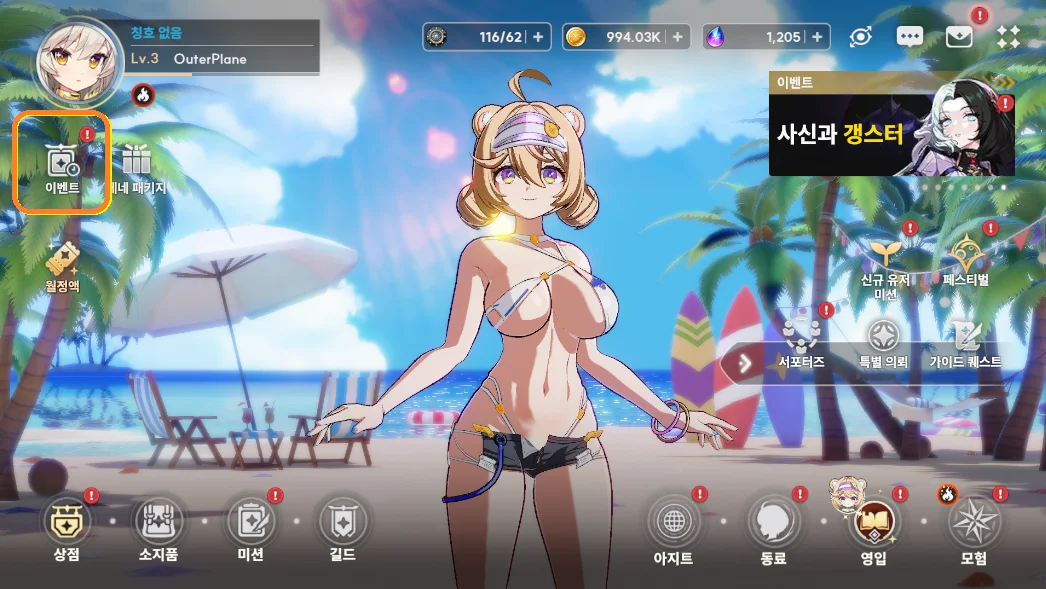 칭호 없음
Lv.3 OuterPlane
116/62 +
994.03K +
1,205 +
이벤트
사신과 갱스터
이벤트
패키지
월정액
신규 유저
미션
페스티벌
서포터즈
특별 의뢰
가이드 퀘스트
상점
소지품
미션
길드
아지트
동료
영입
모험